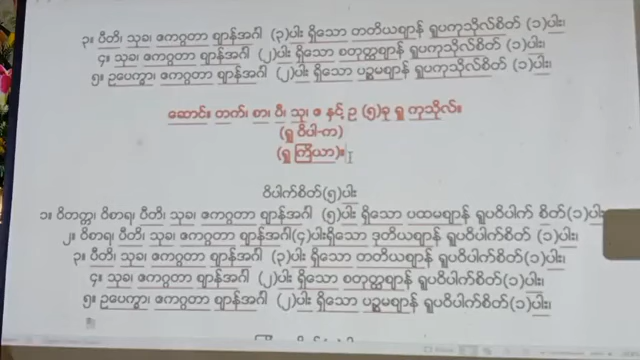 ၃။ ပီတိ၊ သုခ၊ ဧကဂ္ဂတာ ဈာန်အင်္ဂါ (၃)ပါး ရှိသော တတိယဈာန် ရူပကုသိုလ်စိတ် (၁)ပါး၊
၄။ သုခ၊ ဧကဂ္ဂတာ ဈာန်အင်္ဂါ (၂)ပါး ရှိသော စတုတ္ထဈာန် ရူပကုသိုလ်စိတ် (၁)ပါး၊
၅။ ဥပေက္ခာ၊ ဧကဂ္ဂတာ ဈာန်အင်္ဂါ (၂)ပါး ရှိသော ပဉ္စမဈာန် ရူပကုသိုလ်စိတ် (၁)ပါး၊
ဆောင်။ တက်၊ စာ၊ ပီ၊ သု၊ ဧ နှင့် ဥ (၅)ခု ရူ ကုသိုလ်။
(ရူ ဝိပါ-က)
(ရူ ကြိယာ)။
ဝိပါက်စိတ်(၅)ပါး
၁။ ဝိတက္က၊ ဝိစာရ၊ ပီတိ၊ သုခ၊ ဧကဂ္ဂတာ ဈာန်အင်္ဂါ (၅)ပါး ရှိသော ပထမဈာန် ရူပဝိပါက် စိတ်(၁)ပါး
၂။ ဝိစာရ၊ ပီတိ၊ သုခ၊ ဧကဂ္ဂတာ ဈာန်အင်္ဂါ(၄)ပါးရှိသော ဒုတိယဈာန် ရူပဝိပါက်စိတ် (၁)ပါး၊
၃။ ပီတိ၊ သုခ၊ ဧကဂ္ဂတာ ဈာန်အင်္ဂါ (၃)ပါး ရှိသော တတိယဈာန် ရူပဝိပါက်စိတ်(၁)ပါး၊
၄။ သုခ၊ ဧကဂ္ဂတာ ဈာန်အင်္ဂါ (၂)ပါး ရှိသော စတုတ္ထဈာန် ရူပဝိပါက်စိတ်(၁)ပါး၊
၅။ ဥပေက္ခာ၊ ဧကဂ္ဂတာ ဈာန်အင်္ဂါ (၂)ပါး ရှိသော ပဉ္စမဈာန် ရူပဝိပါက်စိတ်(၁)ပါး၊